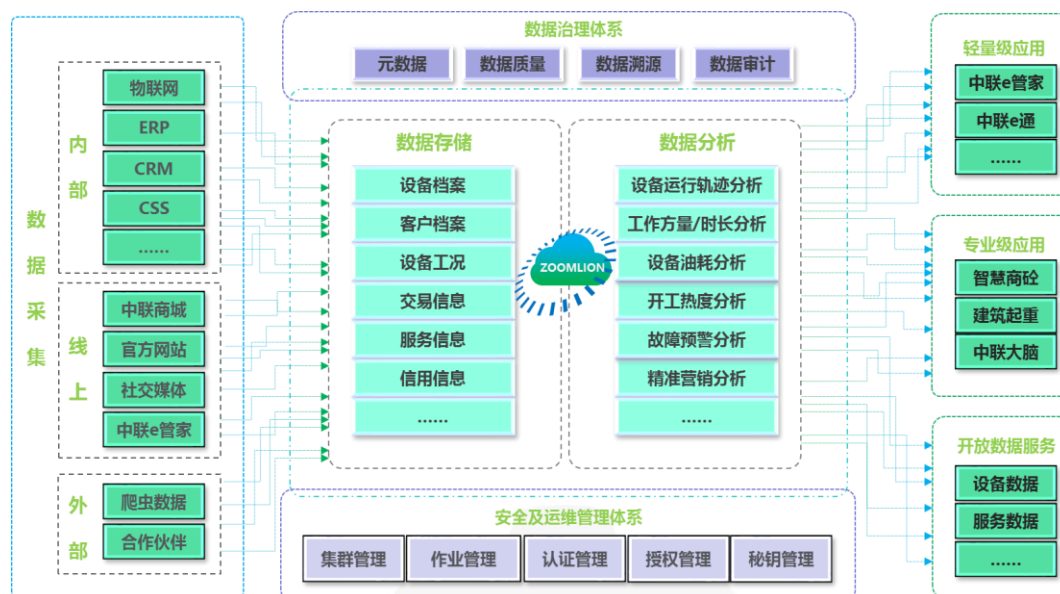 数据采集
内部
物联网
ERP
CRM
CSS
......
线上
中联商城
官方网站
社交媒体
中联e管家
外部
爬虫数据
合作伙伴
数据治理体系
元数据
数据质量
数据溯源
数据审计
数据存储
设备档案
客户档案
设备工况
交易信息
服务信息
信用信息
......
ZOOMLION
数据分析
设备运行轨迹分析
工作方量/时长分析
设备油耗分析
开工热度分析
故障预警分析
精准营销分析
......
安全及运维管理体系
集群管理
作业管理
认证管理
授权管理
秘钥管理
轻量级应用
中联e管家
中联e通
......
专业级应用
智慧商砼
建筑起重
中联大脑
开放数据服务
设备数据
服务数据
......